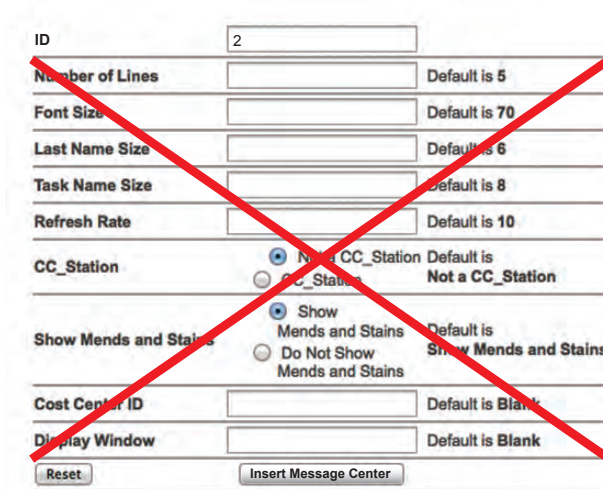 ID 2
Number of Lines Default is 5
Font Size Default is 70
Last Name Size Default is 6
Task Name Size Default is 8
Refresh Rate Default is 10
CC_Station Not a CC_Station Default is
CC_Station Not a CC_Station
Show Mends and Stains Show
Mends and Stains Default is
Do Not Show Show Mends and Stains
Mends and Stains
Cost Center ID Default is Blank
Display Window Default is Blank
Reset Insert Message Center